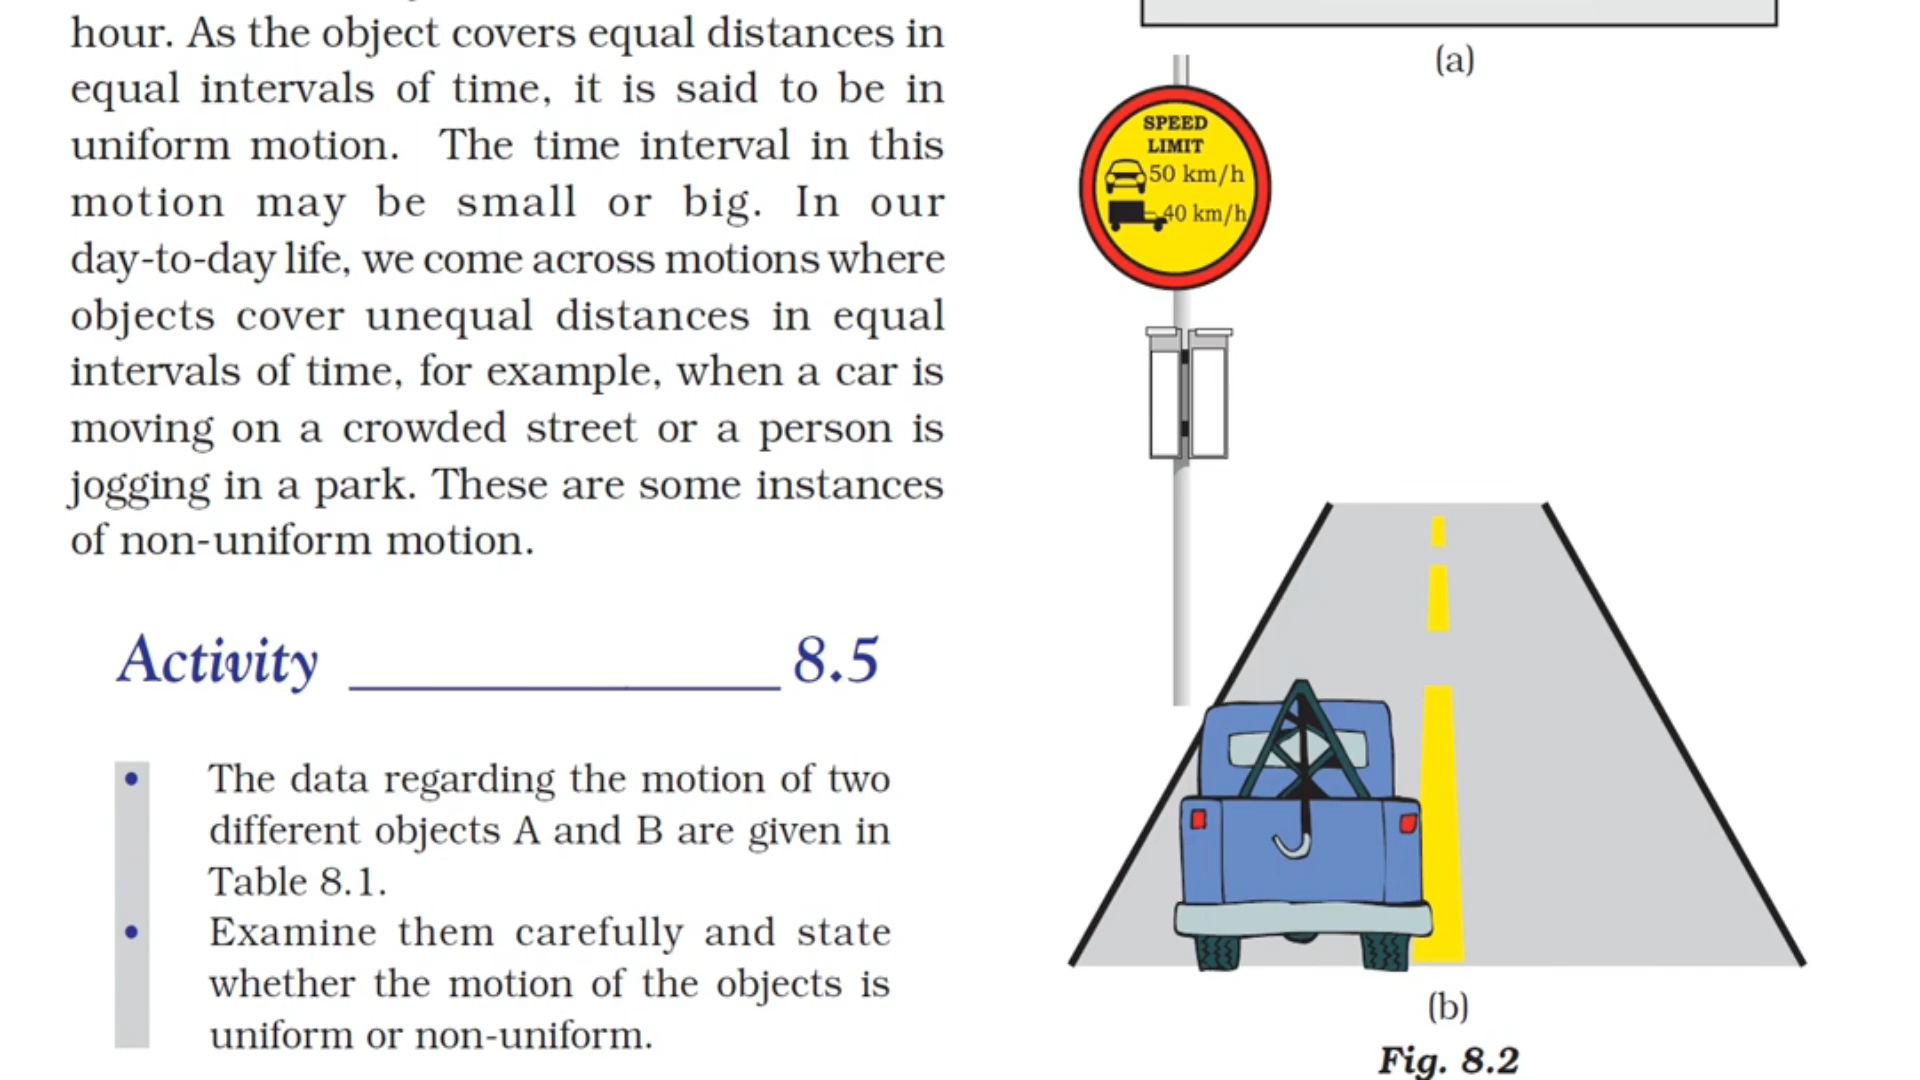 hour. As the object covers equal distances in
equal intervals of time, it is said to be in
uniform motion. The time interval in this
motion may be small or big. In our
day-to-day life, we come across motions where
objects cover unequal distances in equal
intervals of time, for example, when a car is
moving on a crowded street or a person is
jogging in a park. These are some instances
of non-uniform motion.
Activity 8.5
• The data regarding the motion of two
different objects A and B are given in
Table 8.1.
• Examine them carefully and state
whether the motion of the objects is
uniform or non-uniform.
(a)
SPEED
LIMIT
50 km/h
40 km/h
(b)
Fig. 8.2